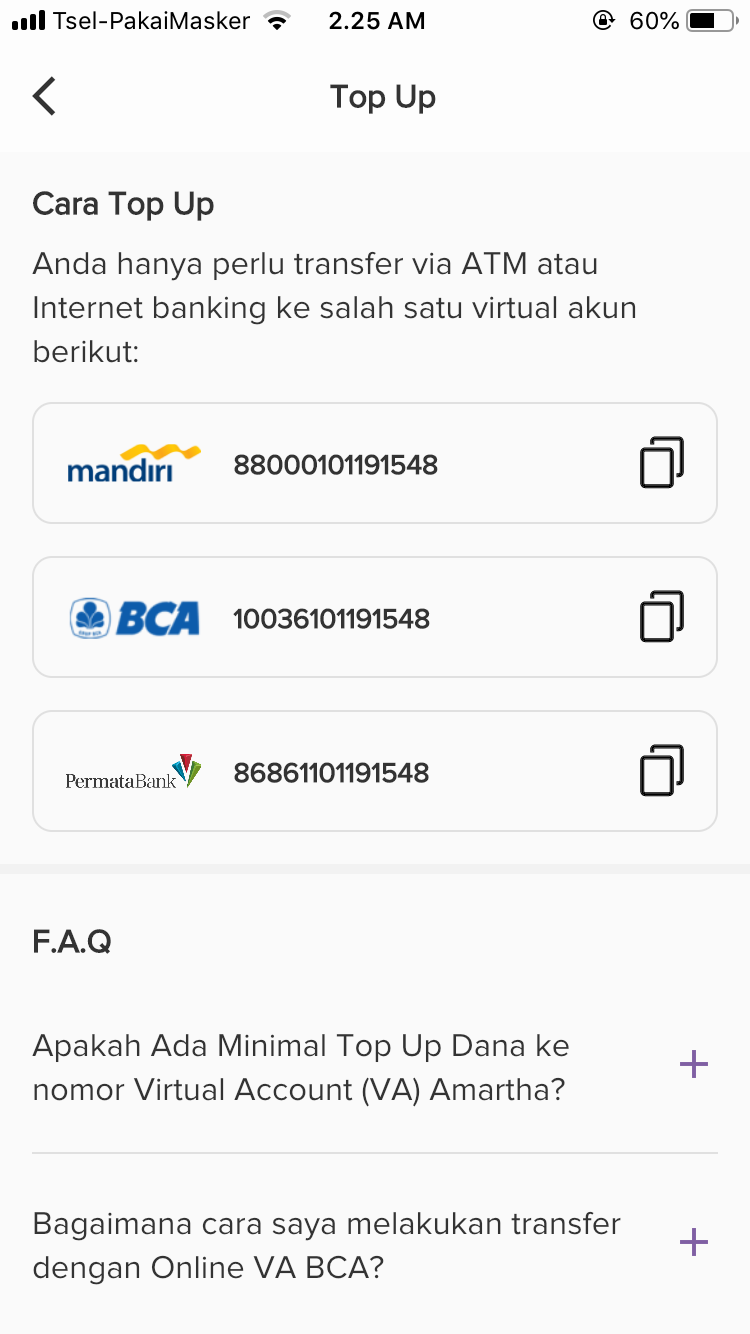 Tsel-PakaiMasker 2.25 AM 60%
Top Up
Cara Top Up
Anda hanya perlu transfer via ATM atau
Internet banking ke salah satu virtual akun
berikut:
mandiri 88000101191548
BCA 10036101191548
PermataBank 86861101191548
F.A.Q
Apakah Ada Minimal Top Up Dana ke
nomor Virtual Account (VA) Amartha?
Bagaimana cara saya melakukan transfer
dengan Online VA BCA?